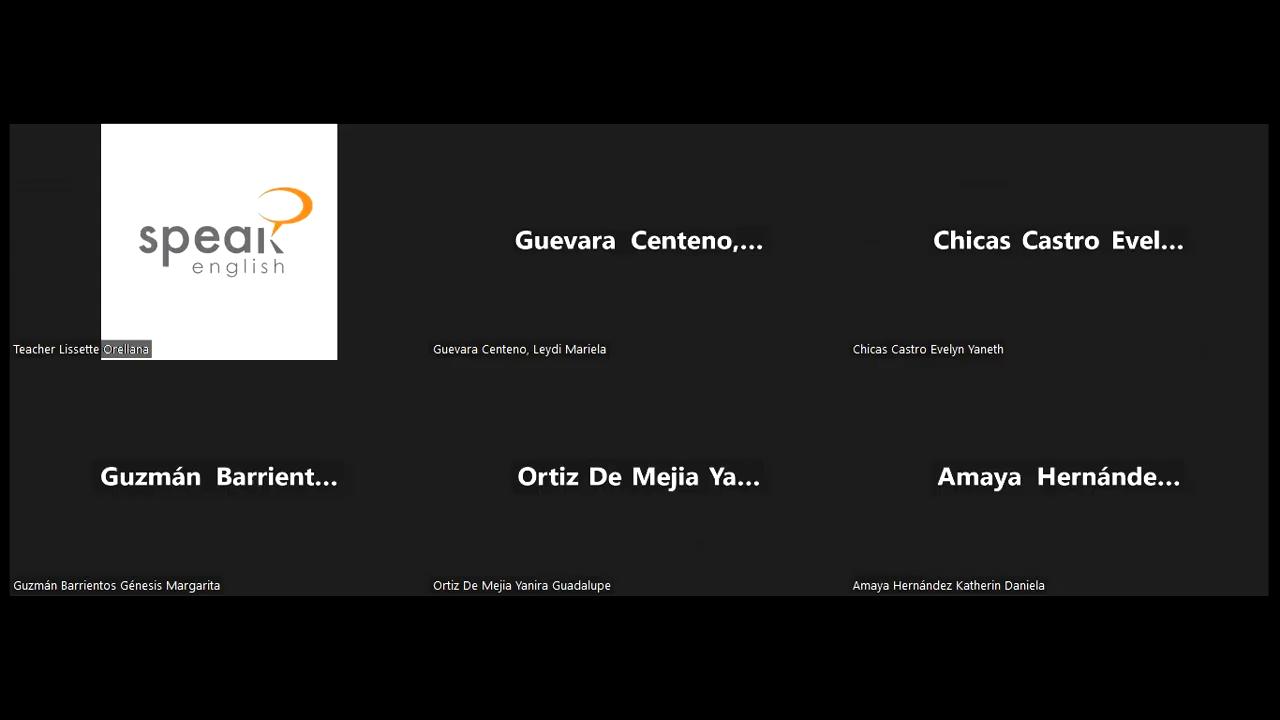 speak
english
Teacher Lissette Orellana
Guevara Centeno,...
Guevara Centeno, Leydi Mariela
Chicas Castro Evel...
Chicas Castro Evelyn Yaneth
Guzmán Barrient...
Guzmán Barrientos Génesis Margarita
Ortiz De Mejia Ya...
Ortiz De Mejia Yanira Guadalupe
Amaya Hernánde...
Amaya Hernández Katherin Daniela